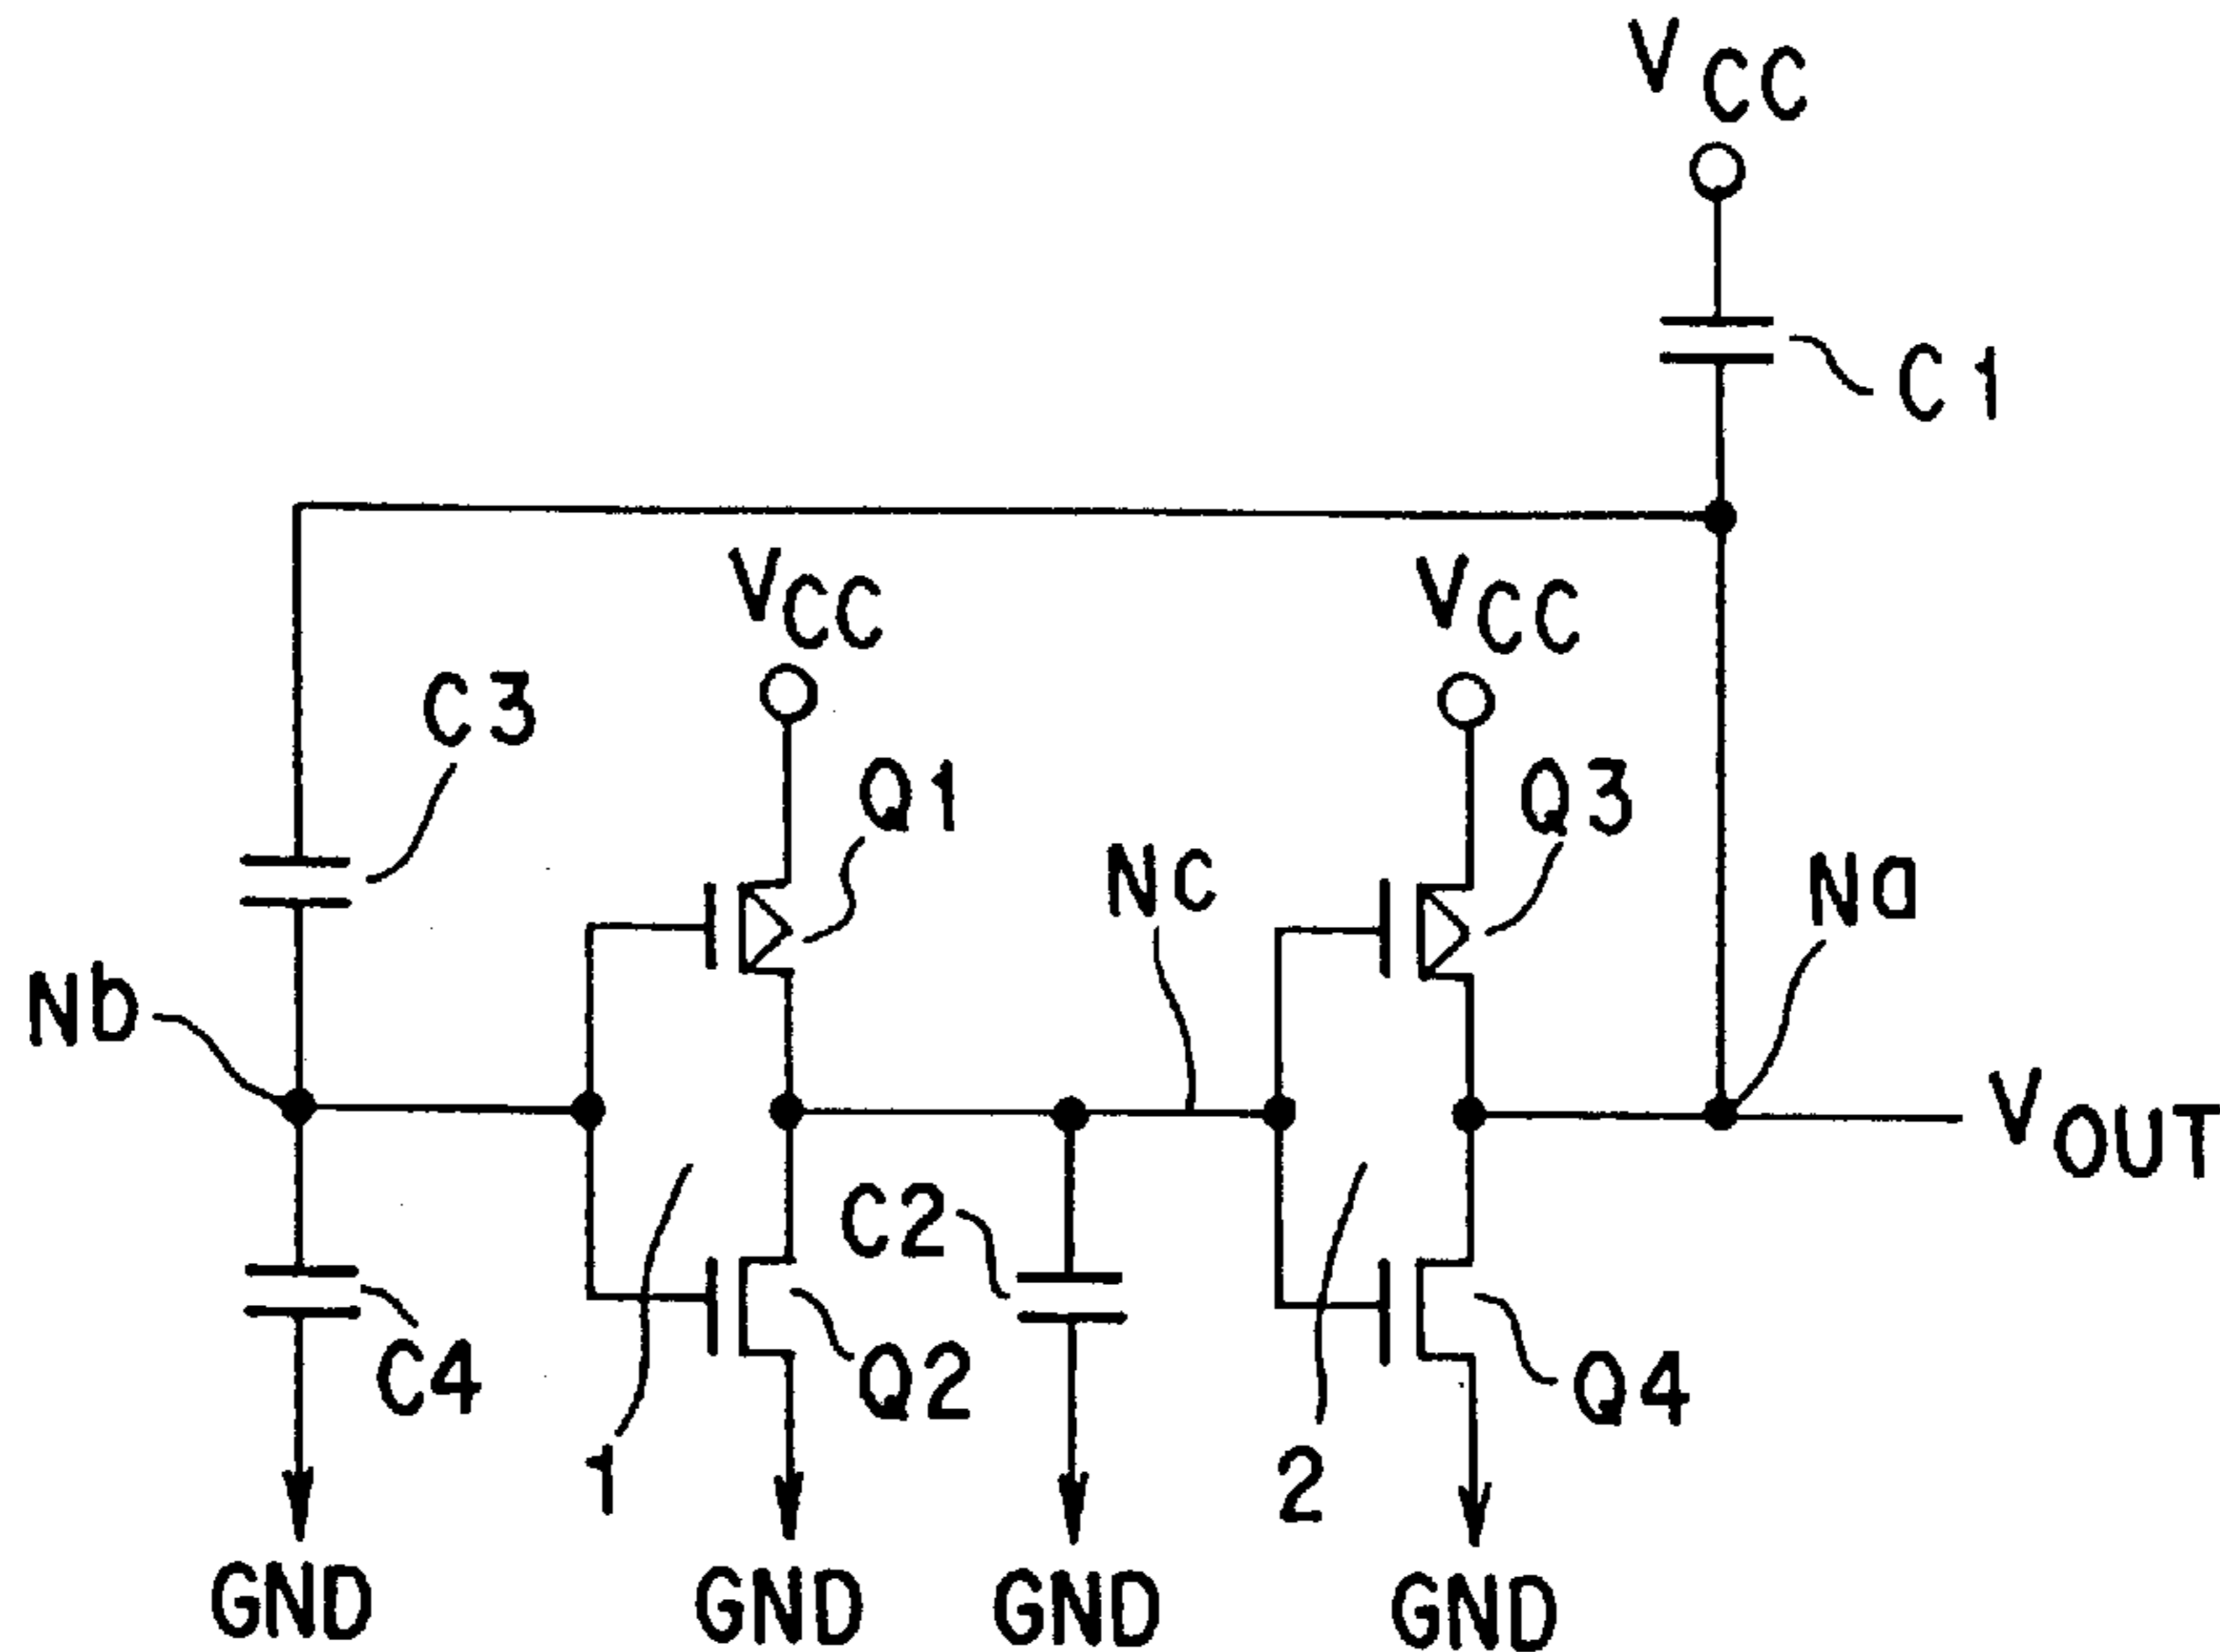 VCC
C1
VCC
VCC
C3
Q1
Q3
Nc
Na
Nb
VOUT
C2
C4
Q2
Q4
1
2
GND
GND
GND
GND